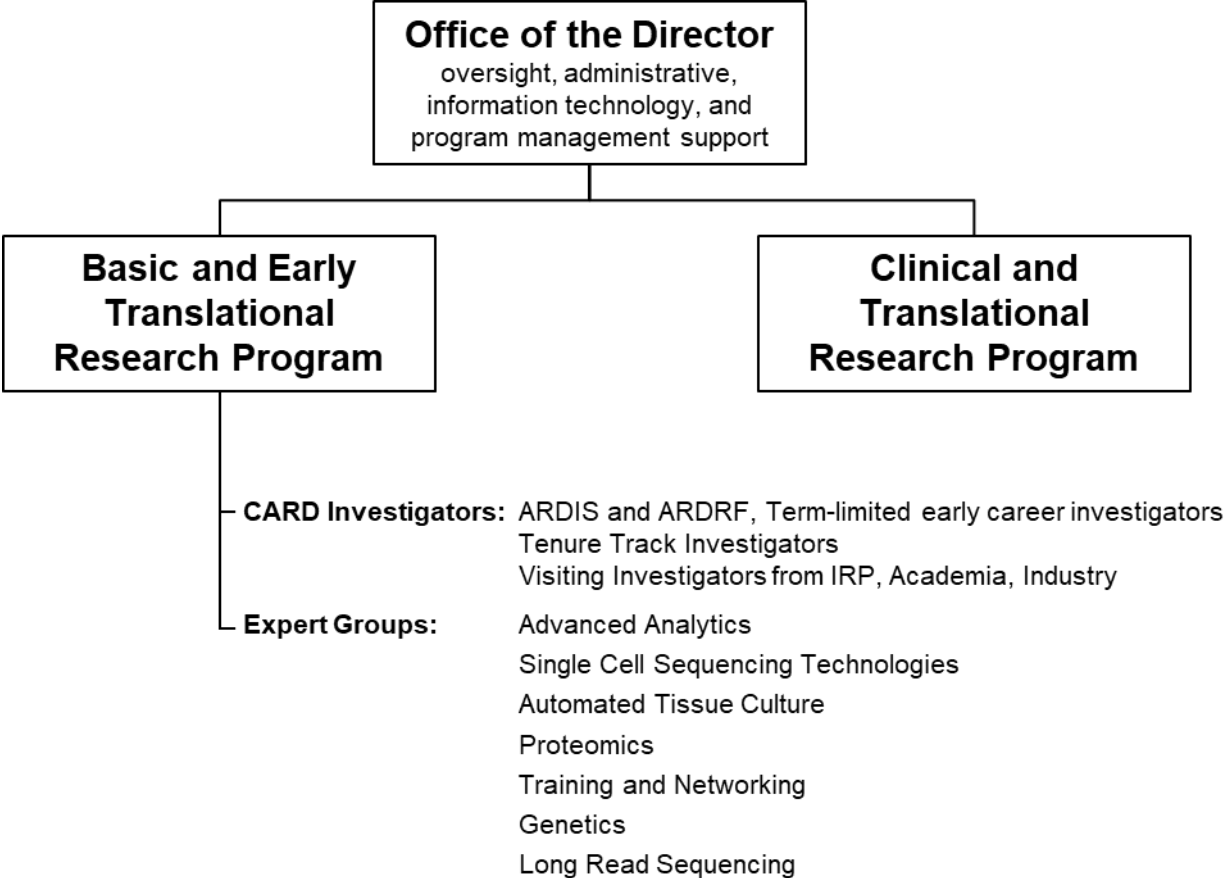 Office of the Director
oversight, administrative,
information technology, and
program management support
Basic and Early
Translational
Research Program
Clinical and
Translational
Research Program
CARD Investigators: ARDIS and ARDRF, Term-limited early career investigators
Tenure Track Investigators
Visiting Investigators from IRP, Academia, Industry
Expert Groups: Advanced Analytics
Single Cell Sequencing Technologies
Automated Tissue Culture
Proteomics
Training and Networking
Genetics
Long Read Sequencing